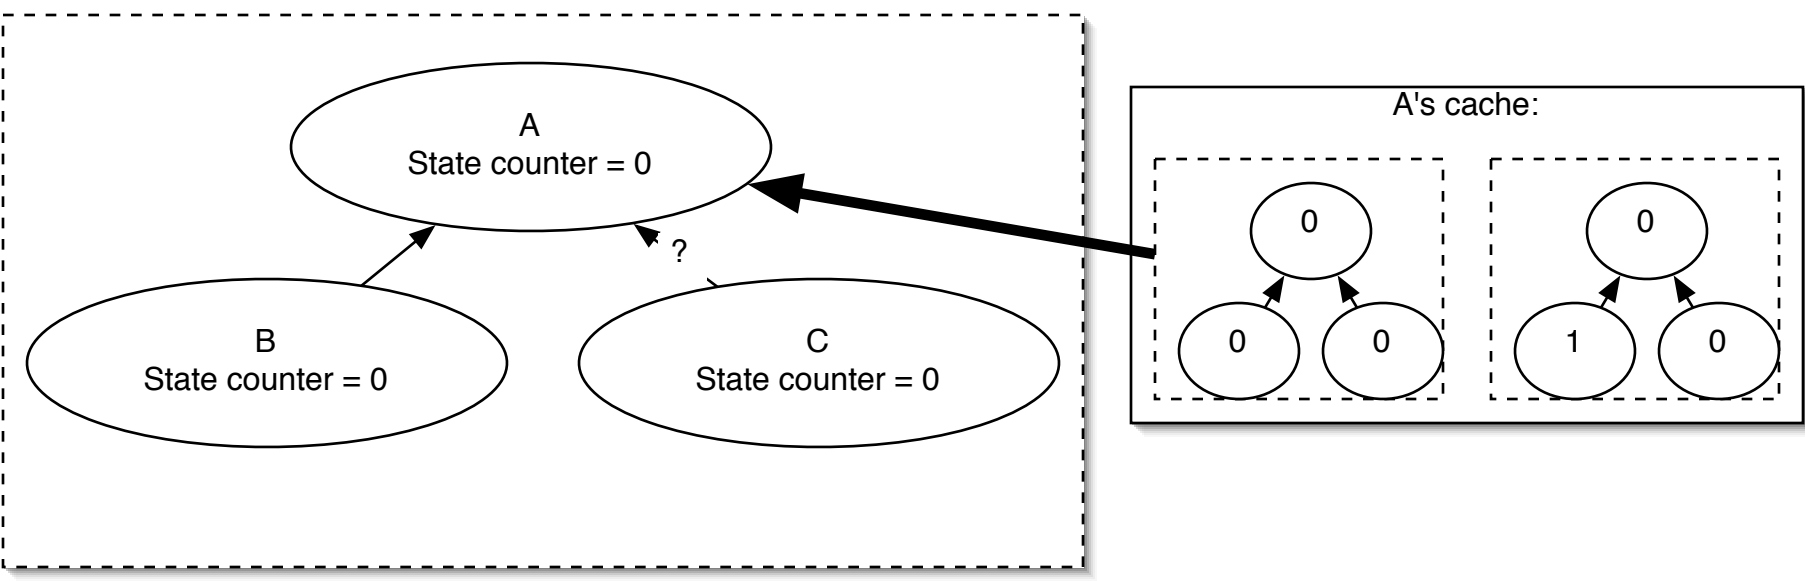 A
State counter = 0
?
B
State counter = 0
C
State counter = 0
A's cache:
0
0
0
0
1
0